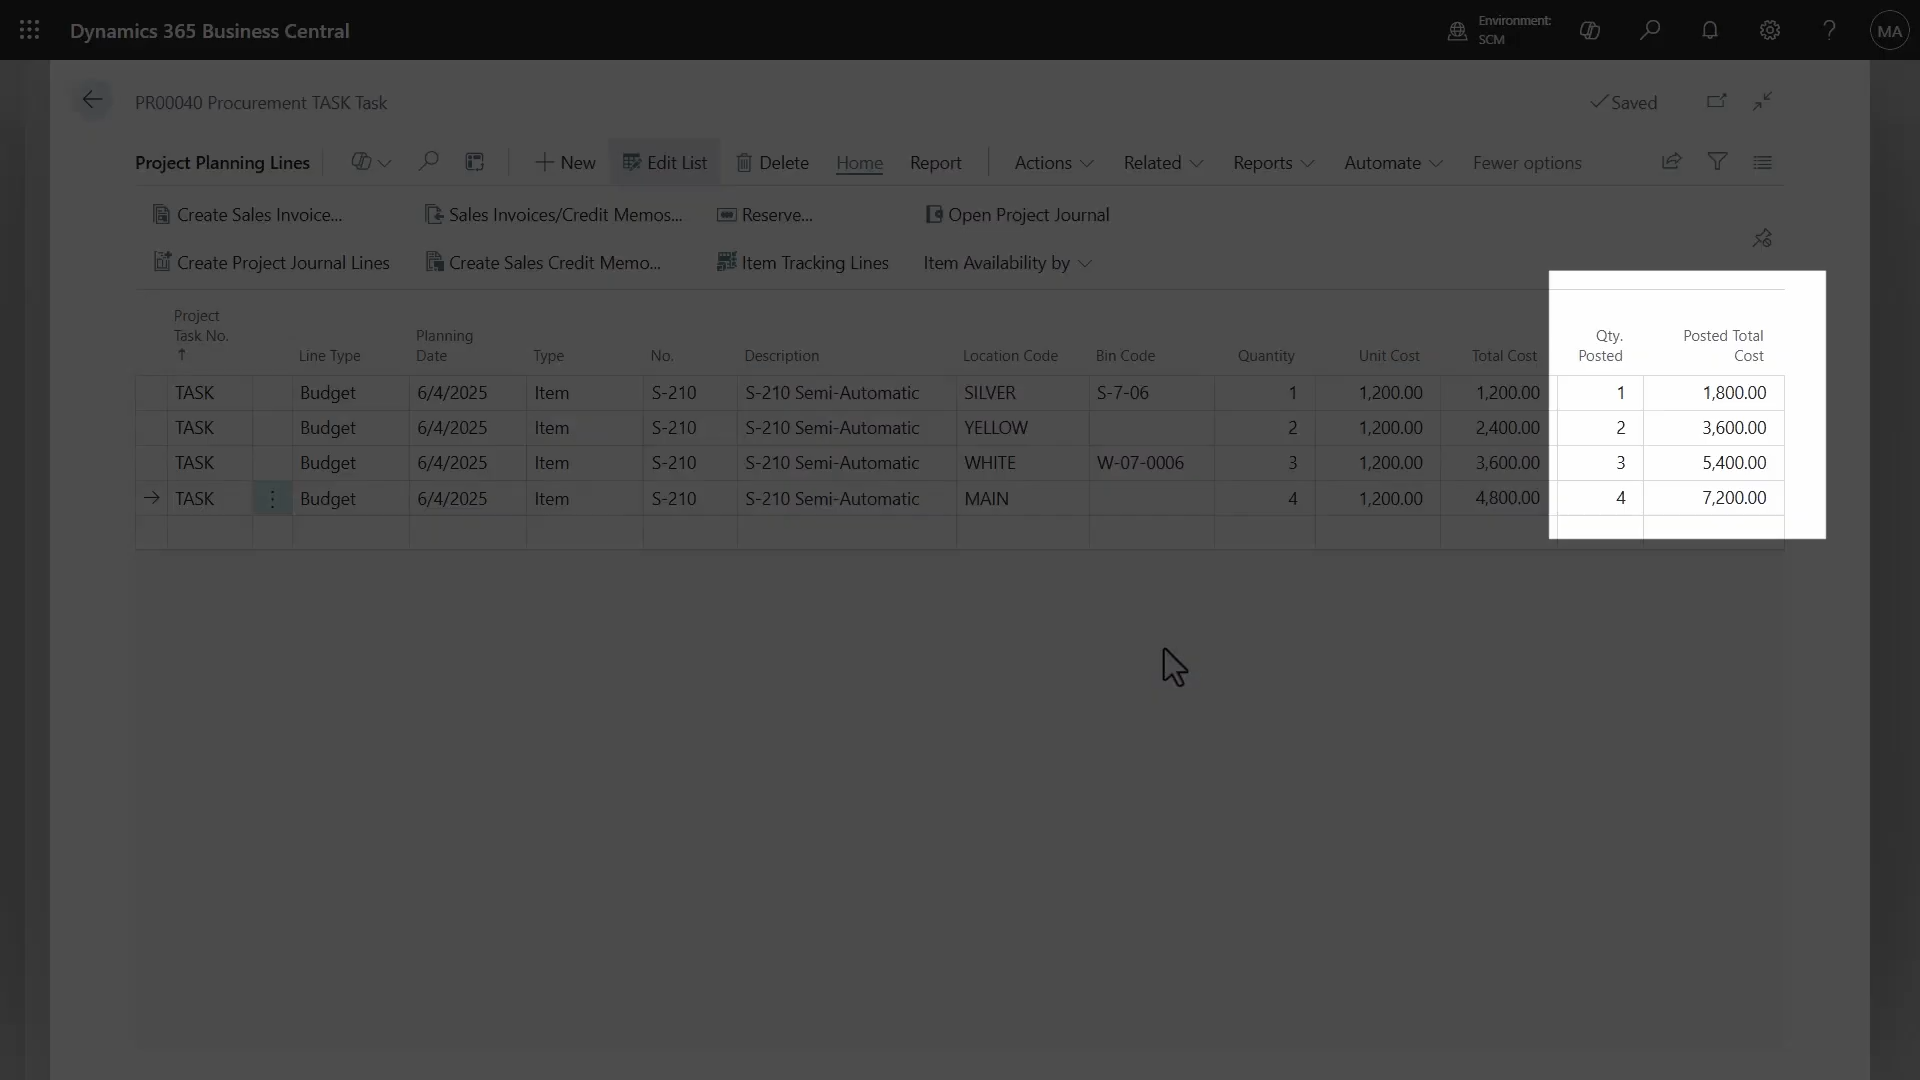 Dynamics 365 Business Central
Environment:
SCM
MA
PR00040 Procurement TASK Task
Saved
Project Planning Lines
New
Edit List
Delete
Home
Report
Actions
Related
Reports
Automate
Fewer options
Create Sales Invoice...
Sales Invoices/Credit Memos...
Reserve...
Open Project Journal
Create Project Journal Lines
Create Sales Credit Memo...
Item Tracking Lines
Item Availability by
Project
Task No.
Line Type
Planning
Date
Type
No.
Description
Location Code
Bin Code
Quantity
Unit Cost
Total Cost
Qty.
Posted
Posted Total
Cost
TASK Budget 6/4/2025 Item S-210 S-210 Semi-Automatic SILVER S-7-06 1 1,200.00 1,200.00 1 1,800.00
TASK Budget 6/4/2025 Item S-210 S-210 Semi-Automatic YELLOW 2 1,200.00 2,400.00 2 3,600.00
TASK Budget 6/4/2025 Item S-210 S-210 Semi-Automatic WHITE W-07-0006 3 1,200.00 3,600.00 3 5,400.00
TASK Budget 6/4/2025 Item S-210 S-210 Semi-Automatic MAIN 4 1,200.00 4,800.00 4 7,200.00